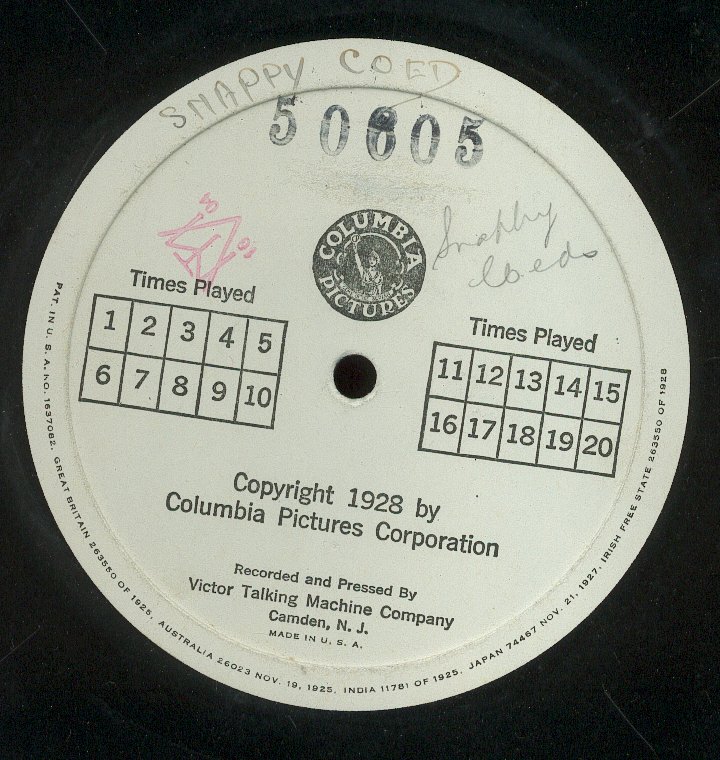 SNAPPY COED
50605
COLUMBIA
PICTURES
Snappy
Coeds
Times Played
1 2 3 4 5
6 7 8 9 10
Times Played
11 12 13 14 15
16 17 18 19 20
Copyright 1928 by
Columbia Pictures Corporation
Recorded and Pressed By
Victor Talking Machine Company
Camden, N. J.
MADE IN U. S. A.
PAT. IN U. S. A. NO. 1637082, GREAT BRITAIN 263550 OF 1925, AUSTRALIA 26023 NOV. 19, 1925, INDIA 11781 OF 1925, JAPAN 74467 NOV. 21, 1927, IRISH FREE STATE 263550 OF 1928